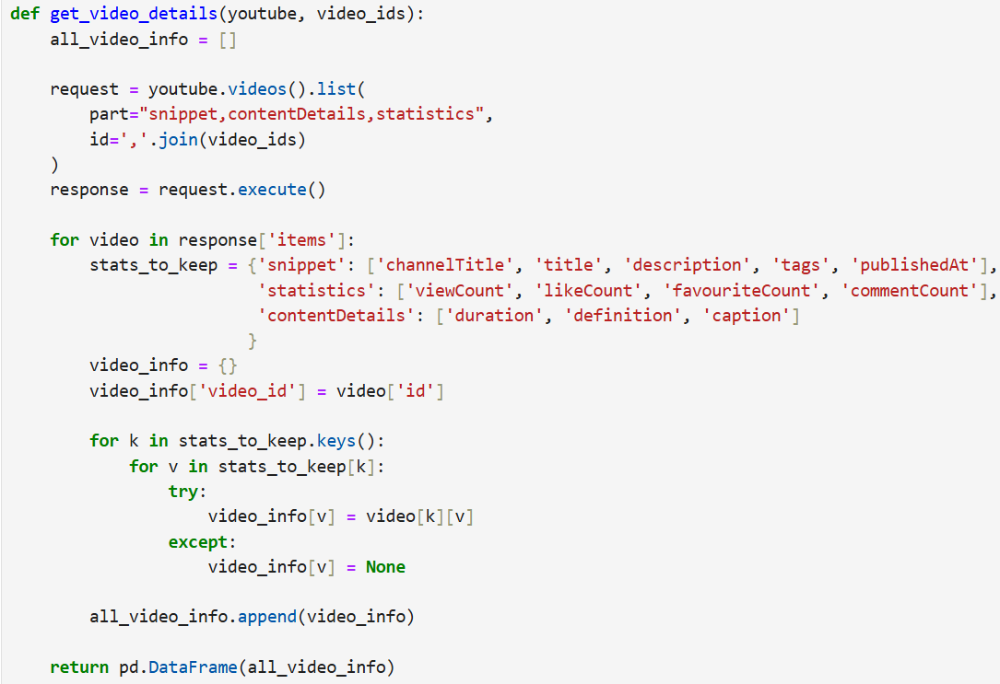 def get_video_details(youtube, video_ids):
    all_video_info = []

    request = youtube.videos().list(
        part="snippet,contentDetails,statistics",
        id=','.join(video_ids)
    )
    response = request.execute()

    for video in response['items']:
        stats_to_keep = {'snippet': ['channelTitle', 'title', 'description', 'tags', 'publishedAt'],
                         'statistics': ['viewCount', 'likeCount', 'favouriteCount', 'commentCount'],
                         'contentDetails': ['duration', 'definition', 'caption']
                        }
        video_info = {}
        video_info['video_id'] = video['id']

        for k in stats_to_keep.keys():
            for v in stats_to_keep[k]:
                try:
                    video_info[v] = video[k][v]
                except:
                    video_info[v] = None

        all_video_info.append(video_info)

    return pd.DataFrame(all_video_info)